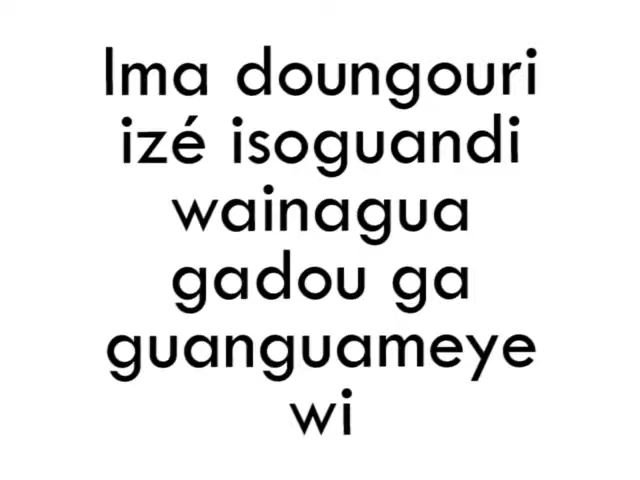 Ima doungouri
izé isoguandi
wainagua
gadou ga
guanguameye
wi